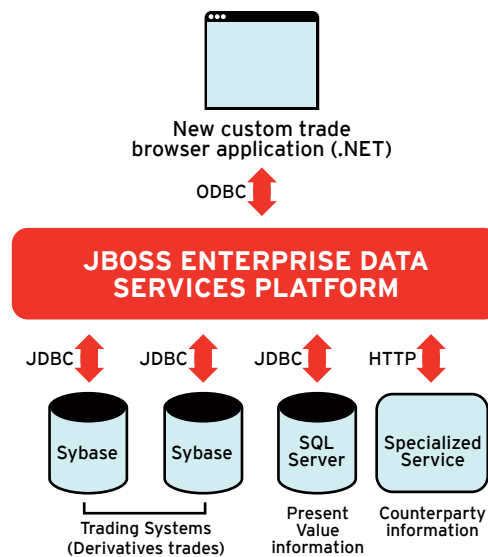 New custom trade
browser application (.NET)
ODBC
JBOSS ENTERPRISE DATA
SERVICES PLATFORM
JDBC
JDBC
JDBC
HTTP
Sybase
Sybase
SQL
Server
Specialized
Service
Trading Systems
(Derivatives trades)
Present
Value
information
Counterparty
information